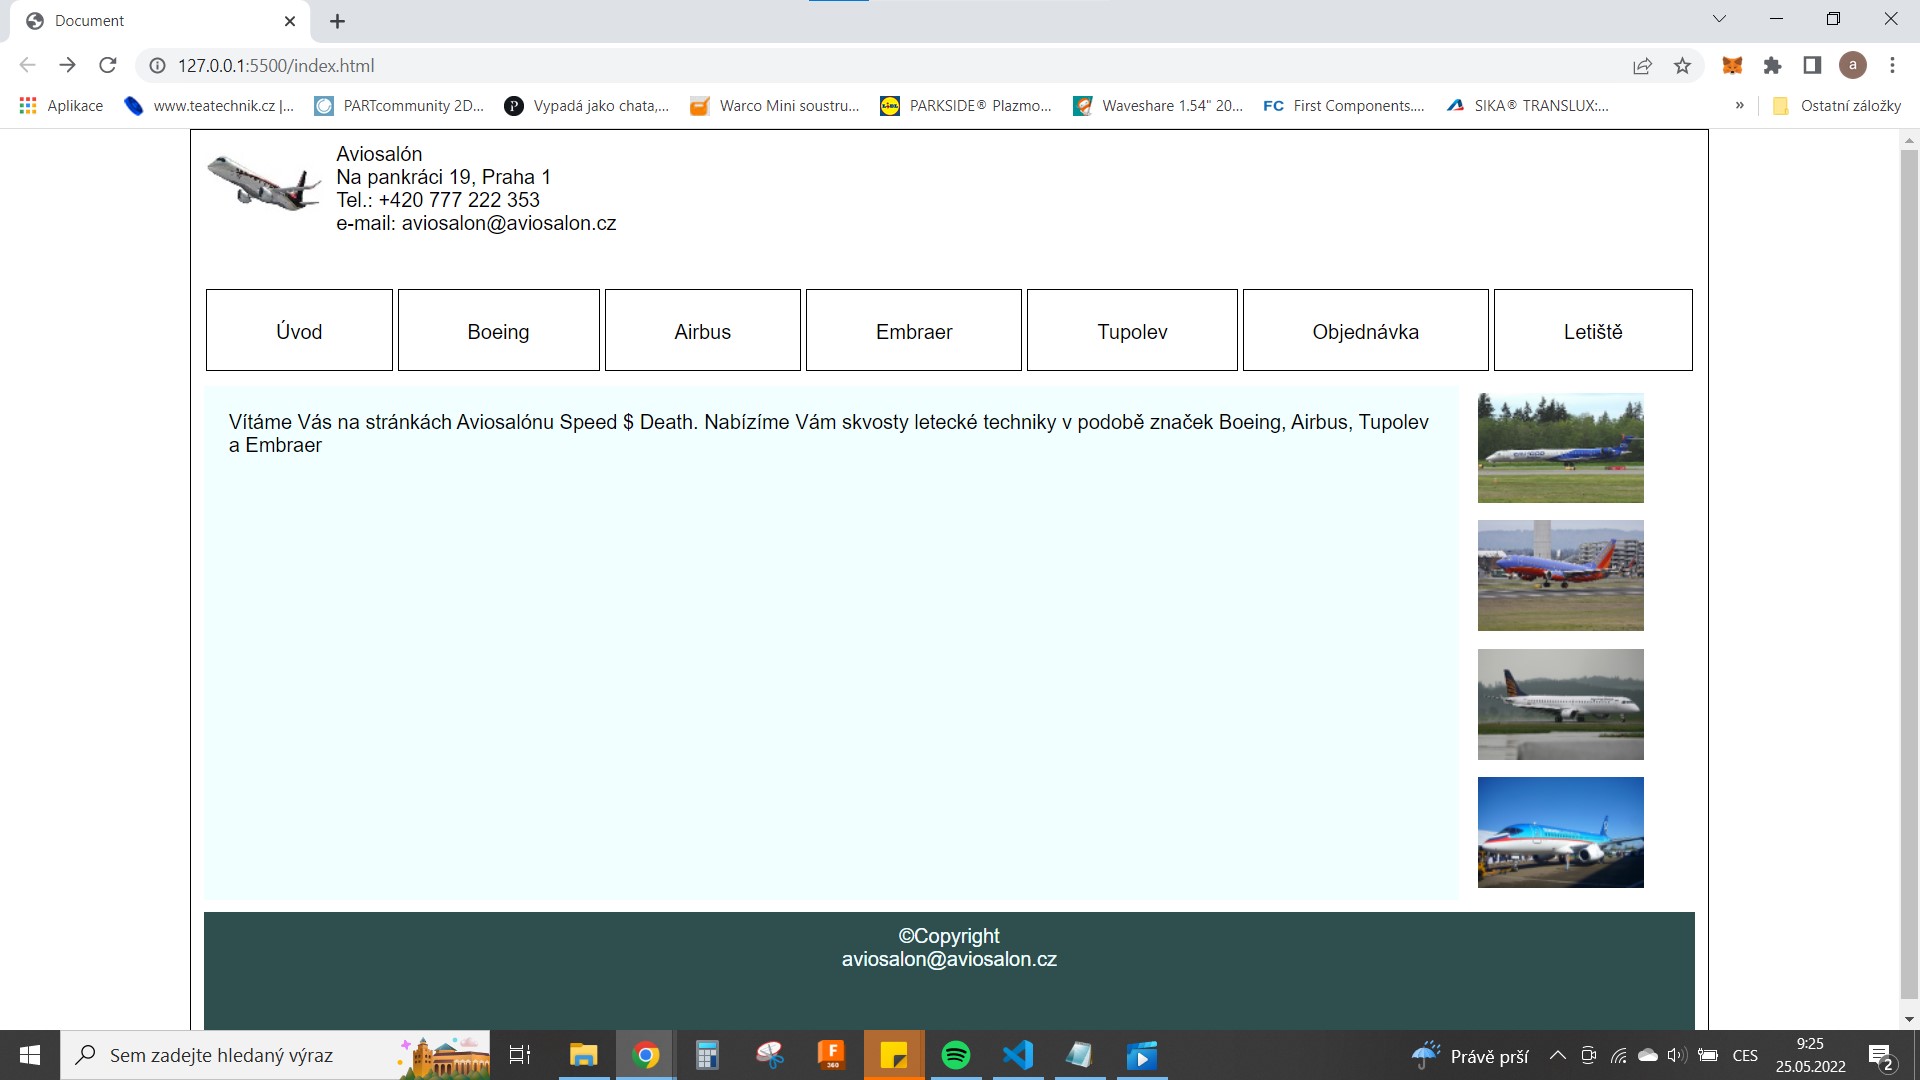 Document
127.0.0.1:5500/index.html
a
Aplikace
www.teatechnik.cz |...
PARTcommunity 2D...
Vypadá jako chata,...
Warco Mini soustru...
PARKSIDE® Plazmo...
Waveshare 1.54" 20...
FC First Components....
SIKA® TRANSLUX:...
»
Ostatní záložky
Aviosalón
Na pankráci 19, Praha 1
Tel.: +420 777 222 353
e-mail: aviosalon@aviosalon.cz
Úvod
Boeing
Airbus
Embraer
Tupolev
Objednávka
Letiště
Vítáme Vás na stránkách Aviosalónu Speed $ Death. Nabízíme Vám skvosty letecké techniky v podobě značek Boeing, Airbus, Tupolev
a Embraer
©Copyright
aviosalon@aviosalon.cz
Sem zadejte hledaný výraz
F
360
Právě prší
CES
9:25
25.05.2022
2